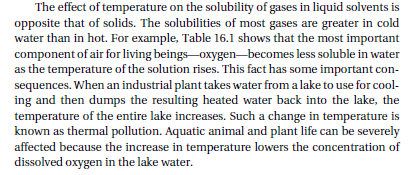 The effect of temperature on the solubility of gases in liquid solvents is
opposite that of solids. The solubilities of most gases are greater in cold
water than in hot. For example, Table 16.1 shows that the most important
component of air for living beings—oxygen—becomes less soluble in water
as the temperature of the solution rises. This fact has some important con-
sequences. When an industrial plant takes water from a lake to use for cool-
ing and then dumps the resulting heated water back into the lake, the
temperature of the entire lake increases. Such a change in temperature is
known as thermal pollution. Aquatic animal and plant life can be severely
affected because the increase in temperature lowers the concentration of
dissolved oxygen in the lake water.